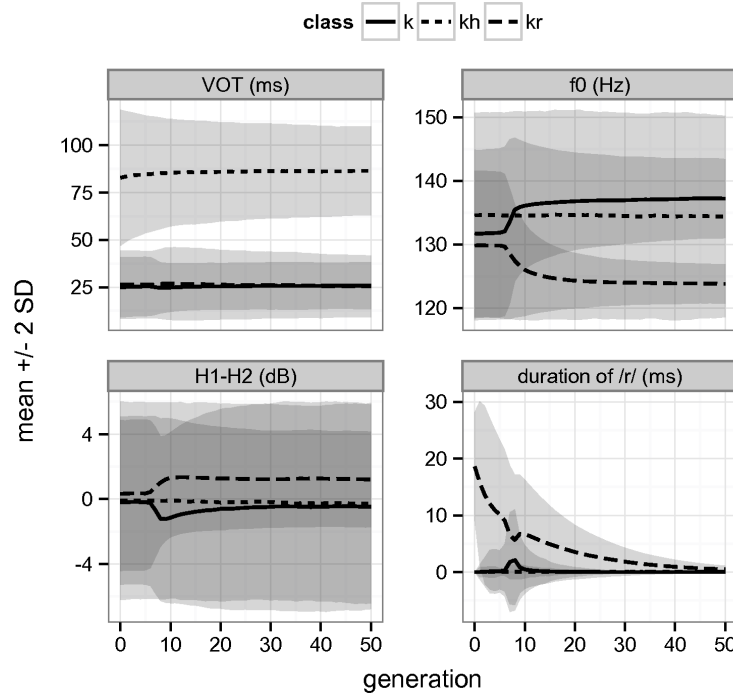 class k kh kr
VOT (ms)
100
75
50
25
f0 (Hz)
150
140
130
120
mean +/- 2 SD
H1-H2 (dB)
4
0
-4
0 10 20 30 40 50
duration of /r/ (ms)
30
20
10
0
0 10 20 30 40 50
generation